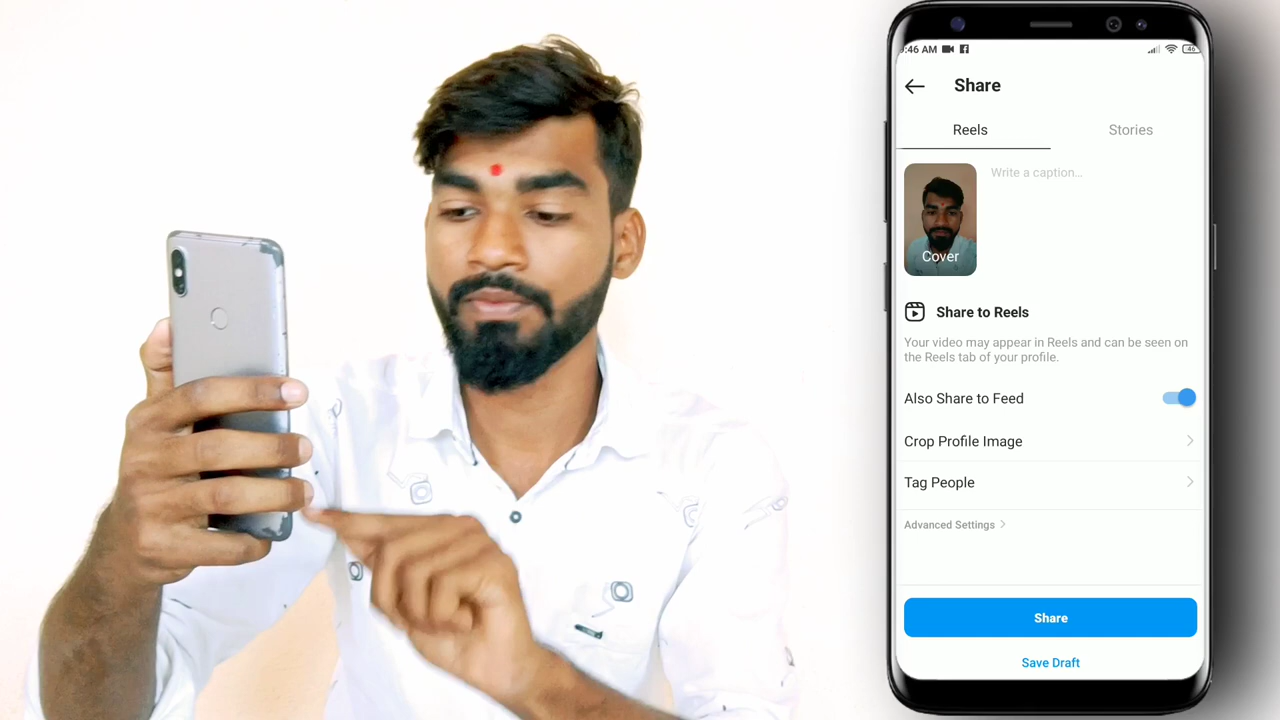 :46 AM
46
Share
Reels
Stories
Write a caption...
Cover
Share to Reels
Your video may appear in Reels and can be seen on
the Reels tab of your profile.
Also Share to Feed
Crop Profile Image
Tag People
Advanced Settings
Share
Save Draft